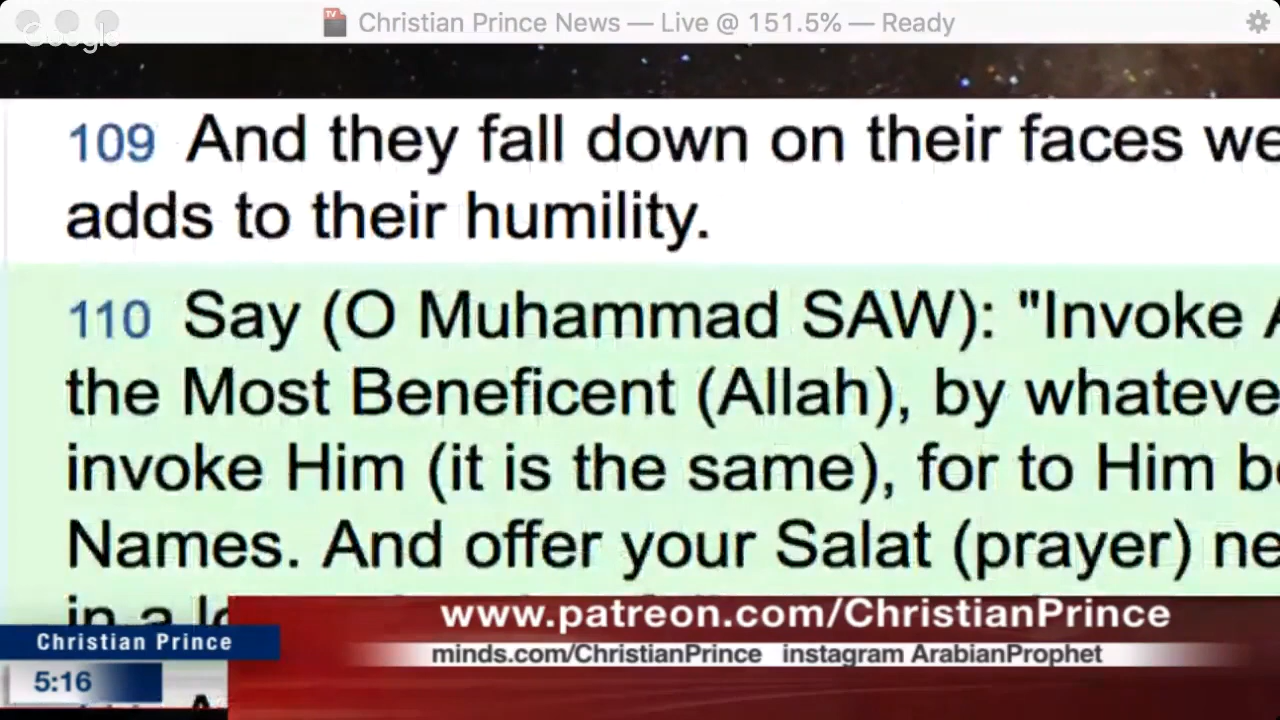 Christian Prince News — Live @ 151.5% — Ready
Google
109 And they fall down on their faces
adds to their humility.
110 Say (O Muhammad SAW): "Invoke
the Most Beneficent (Allah), by
invoke Him (it is the same), for to Him
Names. And offer your Salat (prayer)
in a
www.patreon.com/ChristianPrince
Christian Prince
minds.com/ChristianPrince instagram ArabianProphet
5:16